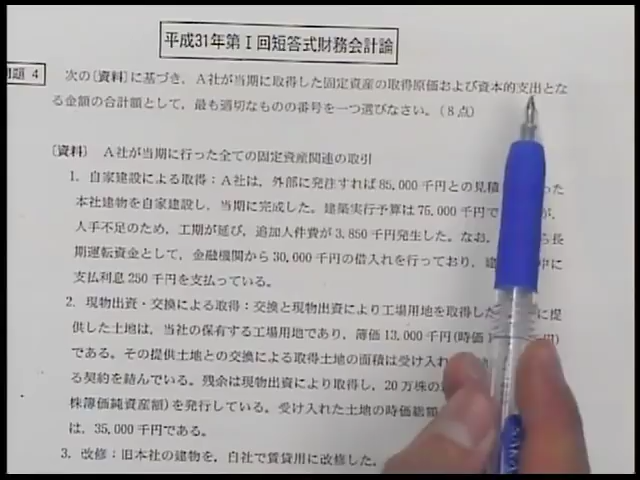 平成31年第Ⅰ回短答式財務会計論
問題 4
次の〔資料〕に基づき、A社が当期に取得した固定資産の取得原価および資本的支出とな
る金額の合計額として、最も適切なものの番号を一つ選びなさい。(8点)
〔資料〕 A社が当期に行った全ての固定資産関連の取引
1. 自家建設による取得：A社は、外部に発注すれば85,000千円との見積 った
本社建物を自家建設し、当期に完成した。建築実行予算は75,000千円で が、
人手不足のため、工期が延び、追加人件費が3,850千円発生した。なお、 ら長
期運転資金として、金融機関から30,000千円の借入れを行っており、建 中に
支払利息250千円を支払っている。
2. 現物出資・交換による取得：交換と現物出資により工場用地を取得した に提
供した土地は、当社の保有する工場用地であり、簿価13,000千円(時価 円)
である。その提供土地との交換による取得土地の面積は受け入れ
る契約を結んでいる。残余は現物出資により取得し、20万株の
株簿価純資産額)を発行している。受け入れた土地の時価総額
は、35,000千円である。
3. 改修：旧本社の建物を、自社で賃貸用に改修した。